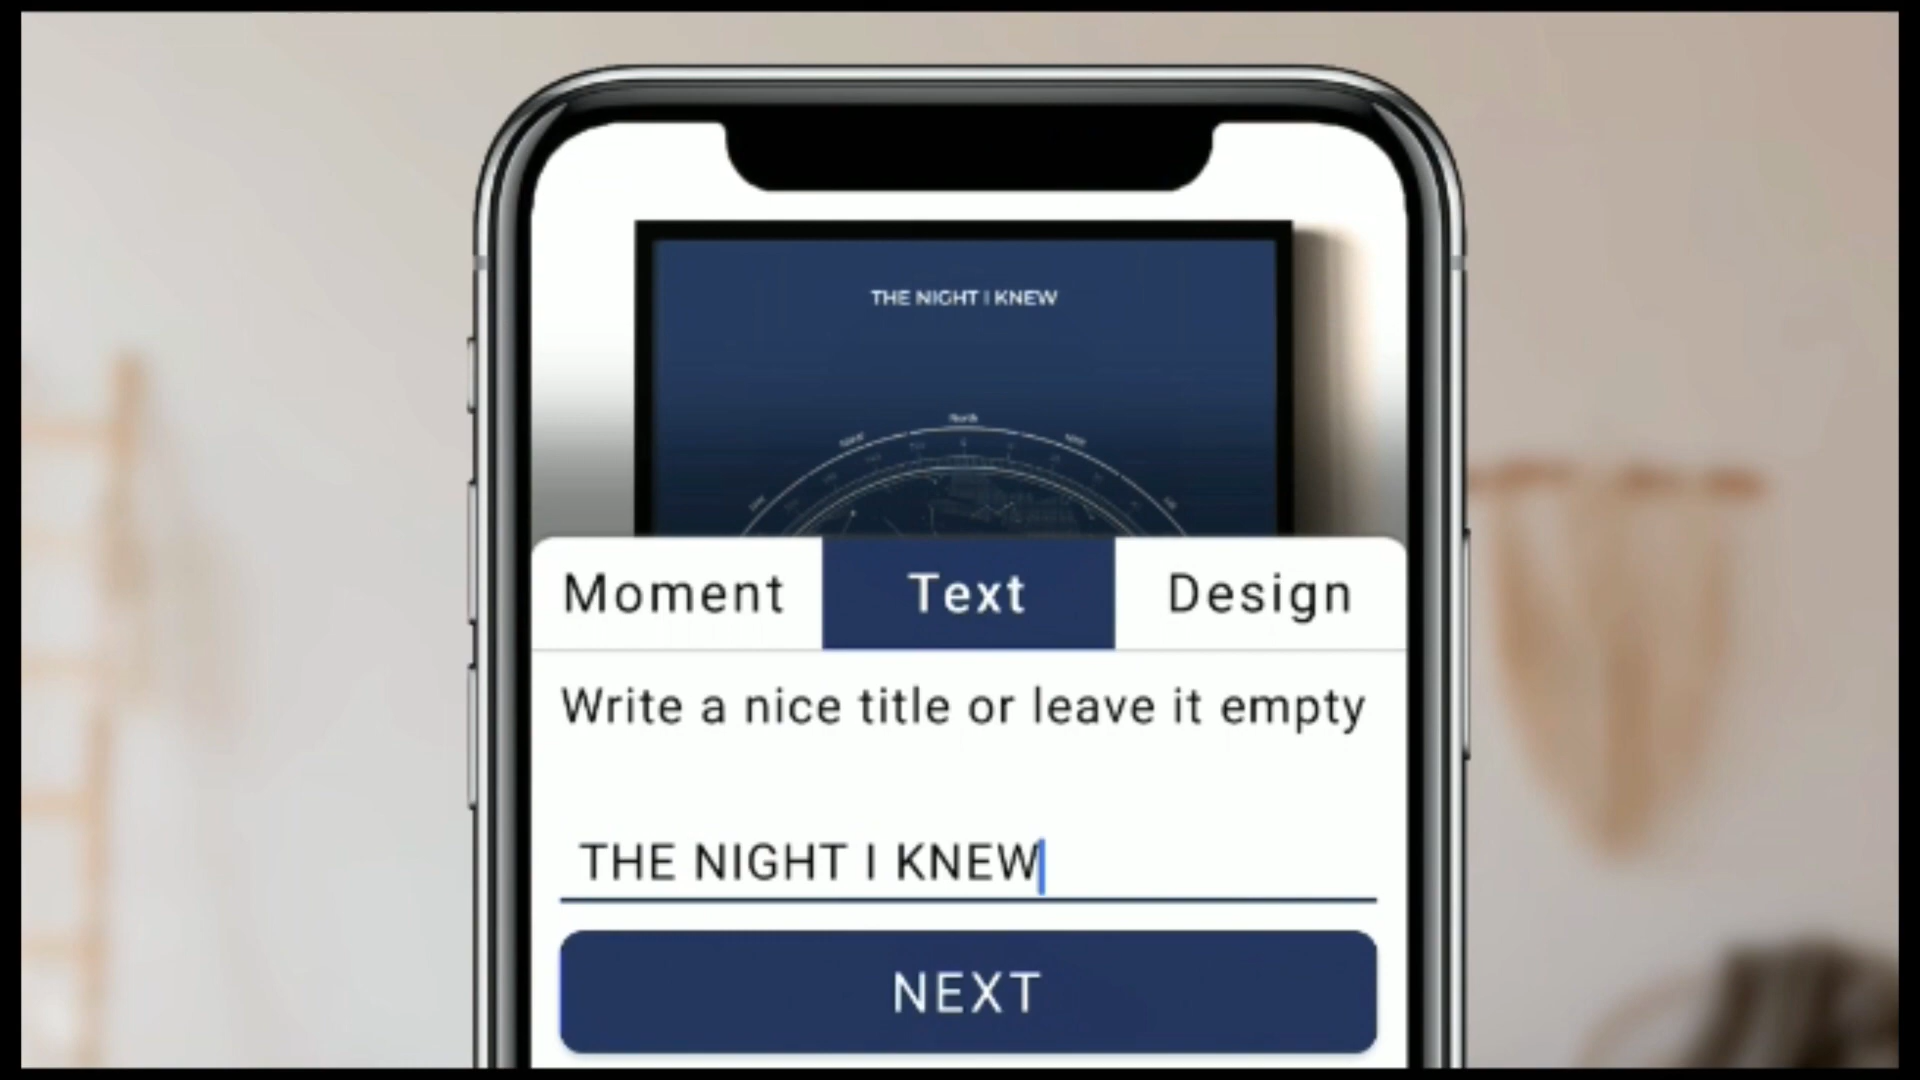 THE NIGHT I KNEW
North
Moment
Text
Design
Write a nice title or leave it empty
THE NIGHT I KNEW
NEXT